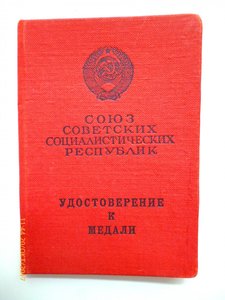 СОЮЗ
СОВЕТСКИХ
СОЦИАЛИСТИЧЕСКИХ
РЕСПУБЛИК
УДОСТОВЕРЕНИЕ
К
МЕДАЛИ